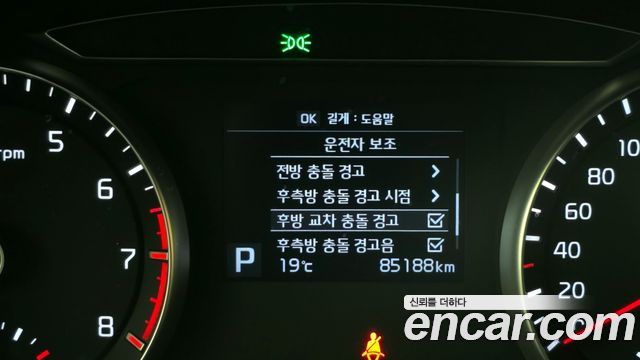 OK 길게 : 도움말
운전자 보조
전방 충돌 경고
후측방 충돌 경고 시점
후방 교차 충돌 경고
후측방 충돌 경고음
P 19℃ 85188km
rpm 5 6 7 8
20 40 60 80 10
신뢰를 더하다
encar.com